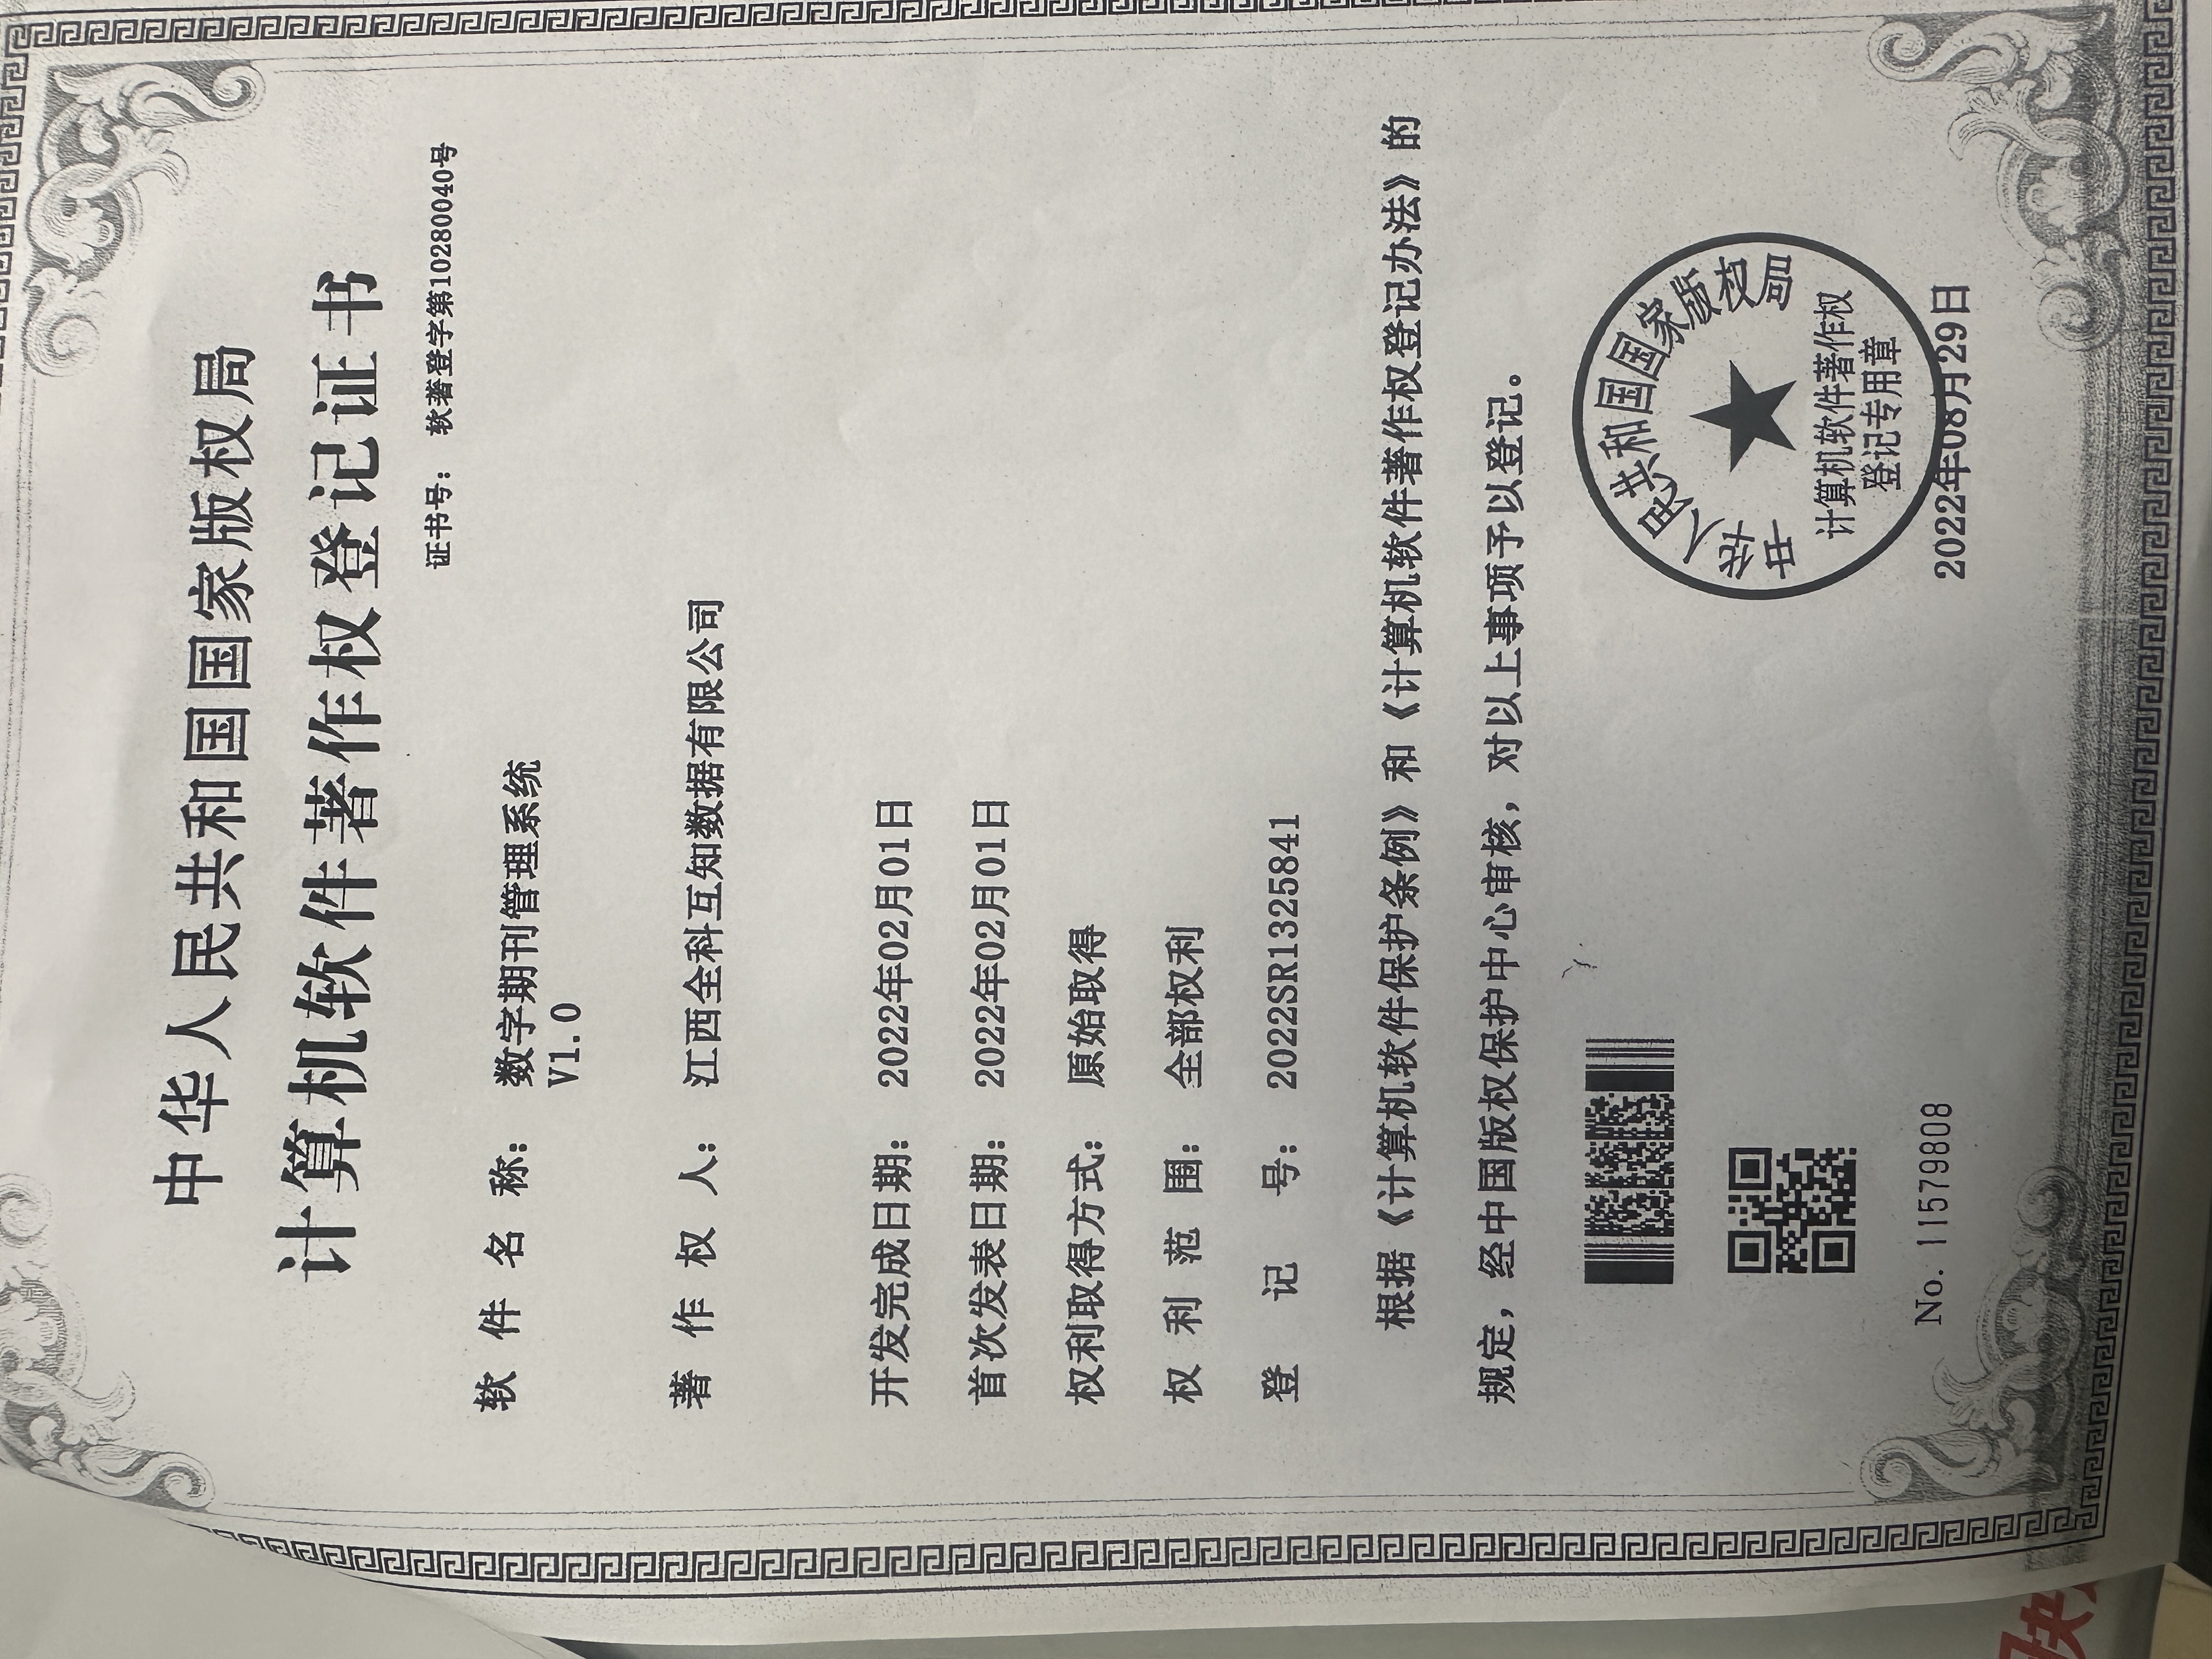 中华人民共和国国家版权局
计算机软件著作权登记证书
证书号： 软著登字第10280040号
软件名称： 数字期刊管理系统
V1.0
著作权人： 江西全科互知数据有限公司
开发完成日期： 2022年02月01日
首次发表日期： 2022年02月01日
权利取得方式： 原始取得
权利范围： 全部权利
登记号： 2022SR1325841
根据《计算机软件保护条例》和《计算机软件著作权登记办法》的
规定，经中国版权保护中心审核，对以上事项予以登记。
中华人民共和国国家版权局
计算机软件著作权
登记专用章
No. 11579808
2022年08月29日